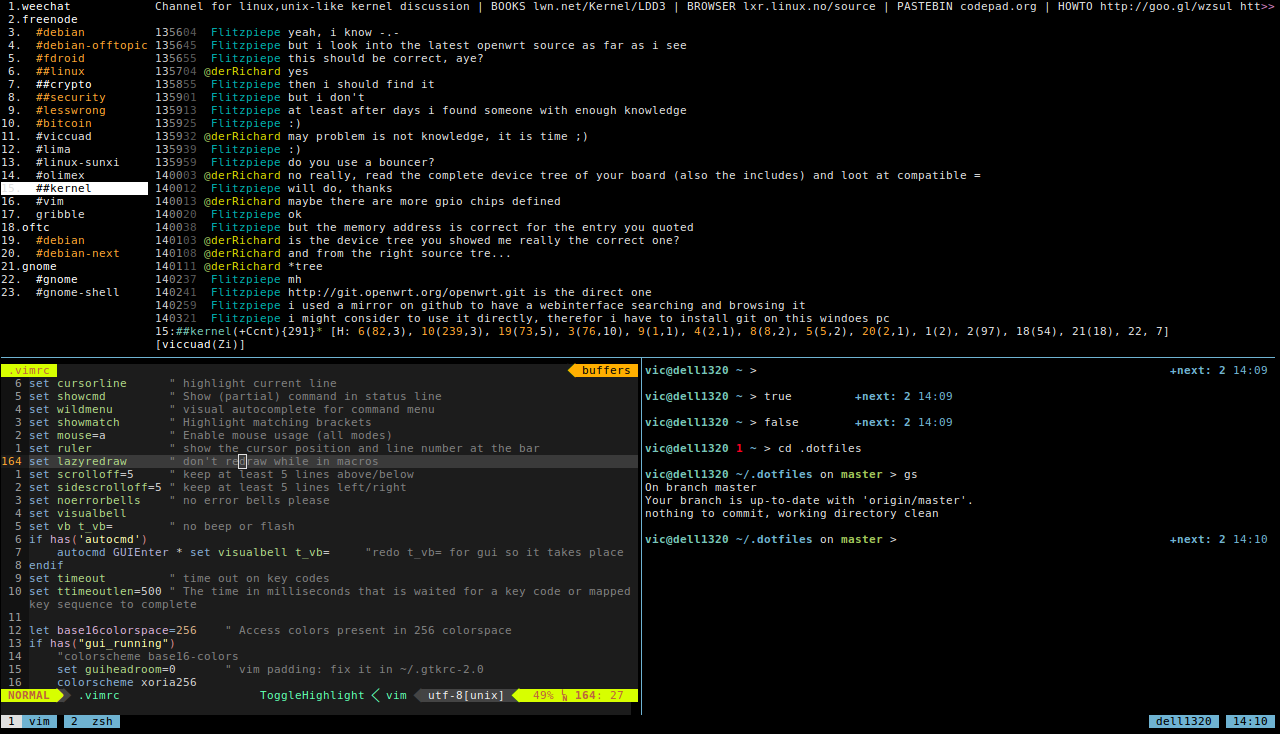 1.weechat
2.freenode
3. #debian
4. #debian-offtopic
5. #fdroid
6. ##linux
7. ##crypto
8. ##security
9. #lesswrong
10. #bitcoin
11. #viccuad
12. #lima
13. #linux-sunxi
14. #olimex
15. ##kernel
16. #vim
17. gribble
18.oftc
19. #debian
20. #debian-next
21.gnome
22. #gnome
23. #gnome-shell
Channel for linux,unix-like kernel discussion | BOOKS lwn.net/Kernel/LDD3 | BROWSER lxr.linux.no/source | PASTEBIN codepad.org | HOWTO http://goo.gl/wzsul htt>>
135604 Flitzpiepe yeah, i know -.-
135645 Flitzpiepe but i look into the latest openwrt source as far as i see
135655 Flitzpiepe this should be correct, aye?
135704 @derRichard yes
135855 Flitzpiepe then i should find it
135901 Flitzpiepe but i don't
135913 Flitzpiepe at least after days i found someone with enough knowledge
135925 Flitzpiepe :)
135932 @derRichard may problem is not knowledge, it is time ;)
135939 Flitzpiepe :)
135959 Flitzpiepe do you use a bouncer?
140003 @derRichard no really, read the complete device tree of your board (also the includes) and loot at compatible =
140012 Flitzpiepe will do, thanks
140013 @derRichard maybe there are more gpio chips defined
140020 Flitzpiepe ok
140038 Flitzpiepe but the memory address is correct for the entry you quoted
140103 @derRichard is the device tree you showed me really the correct one?
140108 @derRichard and from the right source tre...
140111 @derRichard *tree
140237 Flitzpiepe mh
140241 Flitzpiepe http://git.openwrt.org/openwrt.git is the direct one
140259 Flitzpiepe i used a mirror on github to have a webinterface searching and browsing it
140321 Flitzpiepe i might consider to use it directly, therefor i have to install git on this windoes pc
15:##kernel(+Ccnt){291}* [H: 6(82,3), 10(239,3), 19(73,5), 3(76,10), 9(1,1), 4(2,1), 8(8,2), 5(5,2), 20(2,1), 1(2), 2(97), 18(54), 21(18), 22, 7]
[viccuad(Zi)]
.vimrc buffers
6 set cursorline " highlight current line
5 set showcmd " Show (partial) command in status line
4 set wildmenu " visual autocomplete for command menu
3 set showmatch " Highlight matching brackets
2 set mouse=a " Enable mouse usage (all modes)
1 set ruler " show the cursor position and line number at the bar
164 set lazyredraw " don't redraw while in macros
1 set scrolloff=5 " keep at least 5 lines above/below
2 set sidescrolloff=5 " keep at least 5 lines left/right
3 set noerrorbells " no error bells please
4 set visualbell
5 set vb t_vb= " no beep or flash
6 if has('autocmd')
7 autocmd GUIEnter * set visualbell t_vb= "redo t_vb= for gui so it takes place
8 endif
9 set timeout " time out on key codes
10 set ttimeoutlen=500 " The time in milliseconds that is waited for a key code or mapped
key sequence to complete
11
12 let base16colorspace=256 " Access colors present in 256 colorspace
13 if has("gui_running")
14 "colorscheme base16-colors
15 set guiheadroom=0 " vim padding: fix it in ~/.gtkrc-2.0
16 colorscheme xoria256
NORMAL .vimrc ToggleHighlight vim utf-8[unix] 49% 164: 27
vic@dell1320 ~ > +next: 2 14:09
vic@dell1320 ~ > true +next: 2 14:09
vic@dell1320 ~ > false +next: 2 14:09
vic@dell1320 1 ~ > cd .dotfiles
vic@dell1320 ~/.dotfiles on master > gs
On branch master
Your branch is up-to-date with 'origin/master'.
nothing to commit, working directory clean
vic@dell1320 ~/.dotfiles on master > +next: 2 14:10
1 vim 2 zsh dell1320 14:10